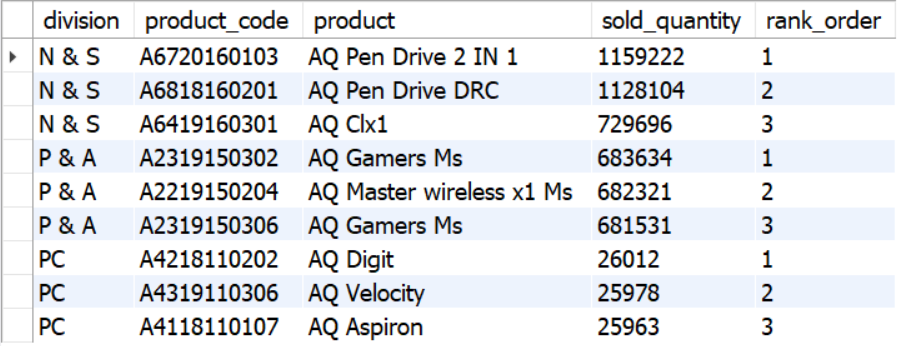 division product_code product sold_quantity rank_order
N & S A6720160103 AQ Pen Drive 2 IN 1 1159222 1
N & S A6818160201 AQ Pen Drive DRC 1128104 2
N & S A6419160301 AQ Clx1 729696 3
P & A A2319150302 AQ Gamers Ms 683634 1
P & A A2219150204 AQ Master wireless x1 Ms 682321 2
P & A A2319150306 AQ Gamers Ms 681531 3
PC A4218110202 AQ Digit 26012 1
PC A4319110306 AQ Velocity 25978 2
PC A4118110107 AQ Aspiron 25963 3